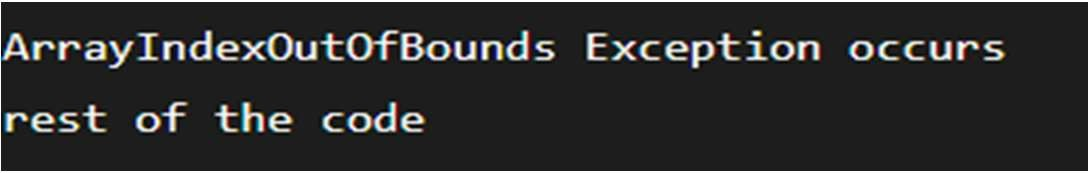 ArrayIndexOutOfBounds Exception occurs
rest of the code